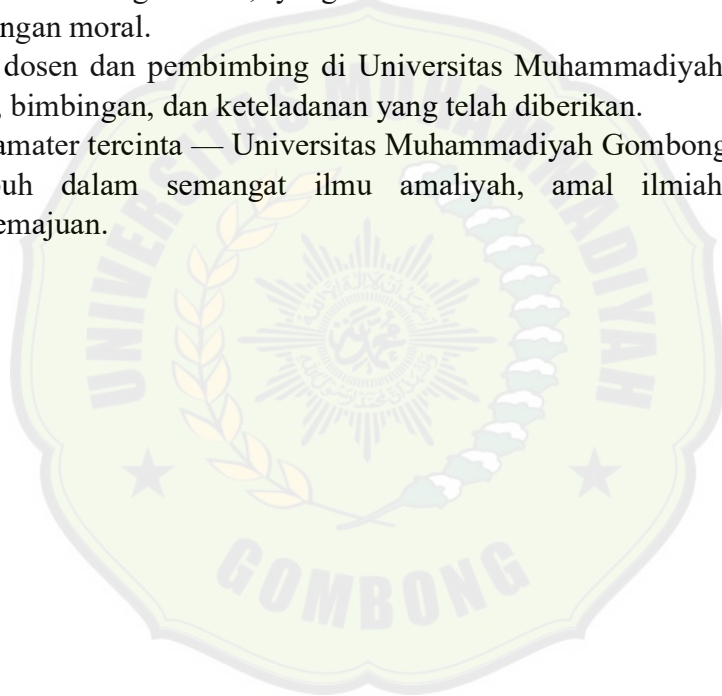 ngan moral.
dosen dan pembimbing di Universitas Muhammadiyah
, bimbingan, dan keteladanan yang telah diberikan.
amater tercinta — Universitas Muhammadiyah Gombong
uh dalam semangat ilmu amaliyah, amal ilmiah
emajuan.
UNIVERSITAS MUHAMMADIYAH
GOMBONG